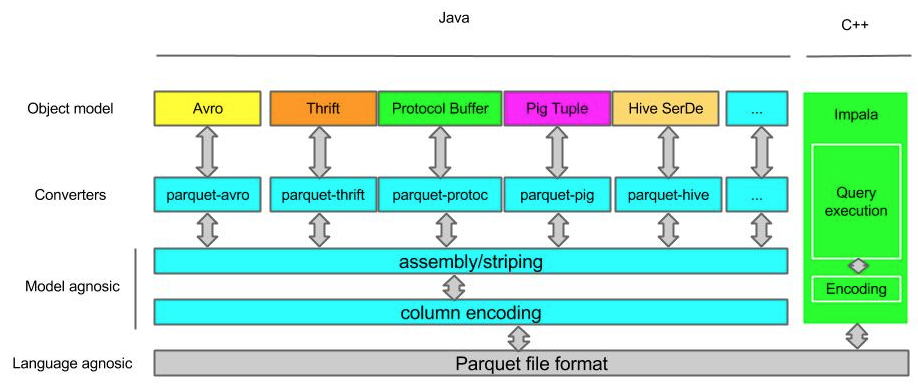 Java
C++
Object model
Avro
Thrift
Protocol Buffer
Pig Tuple
Hive SerDe
...
Impala
Converters
parquet-avro
parquet-thrift
parquet-protoc
parquet-pig
parquet-hive
...
Query
execution
Model agnosic
assembly/striping
Encoding
column encoding
Language agnosic
Parquet file format